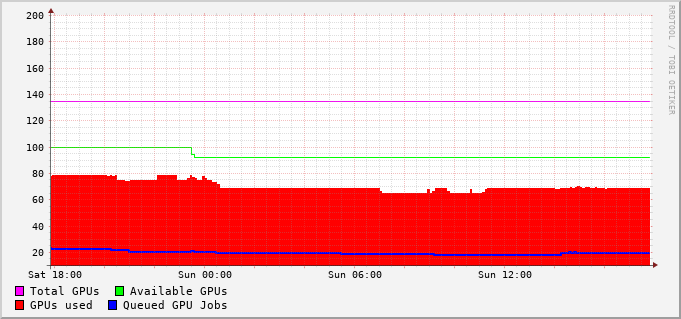 200
180
160
140
120
100
80
60
40
20
Sat 18:00 Sun 00:00 Sun 06:00 Sun 12:00
Total GPUs Available GPUs
GPUs used Queued GPU Jobs
RRDTOOL / TOBI OETIKER